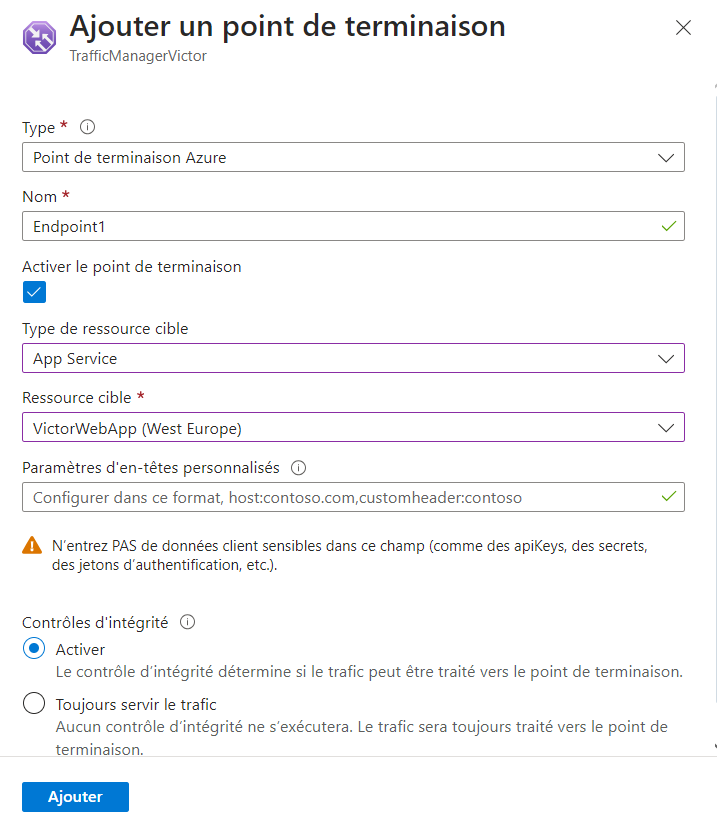 Ajouter un point de terminaison
TrafficManagerVictor
Type *
Point de terminaison Azure
Nom *
Endpoint1
Activer le point de terminaison
Type de ressource cible
App Service
Ressource cible *
VictorWebApp (West Europe)
Paramètres d'en-têtes personnalisés
Configurer dans ce format, host:contoso.com,customheader:contoso
N’entrez PAS de données client sensibles dans ce champ (comme des apiKeys, des secrets,
des jetons d’authentification, etc.).
Contrôles d'intégrité
Activer
Le contrôle d’intégrité détermine si le trafic peut être traité vers le point de terminaison.
Toujours servir le trafic
Aucun contrôle d’intégrité ne s’exécutera. Le trafic sera toujours traité vers le point de
terminaison.
Ajouter